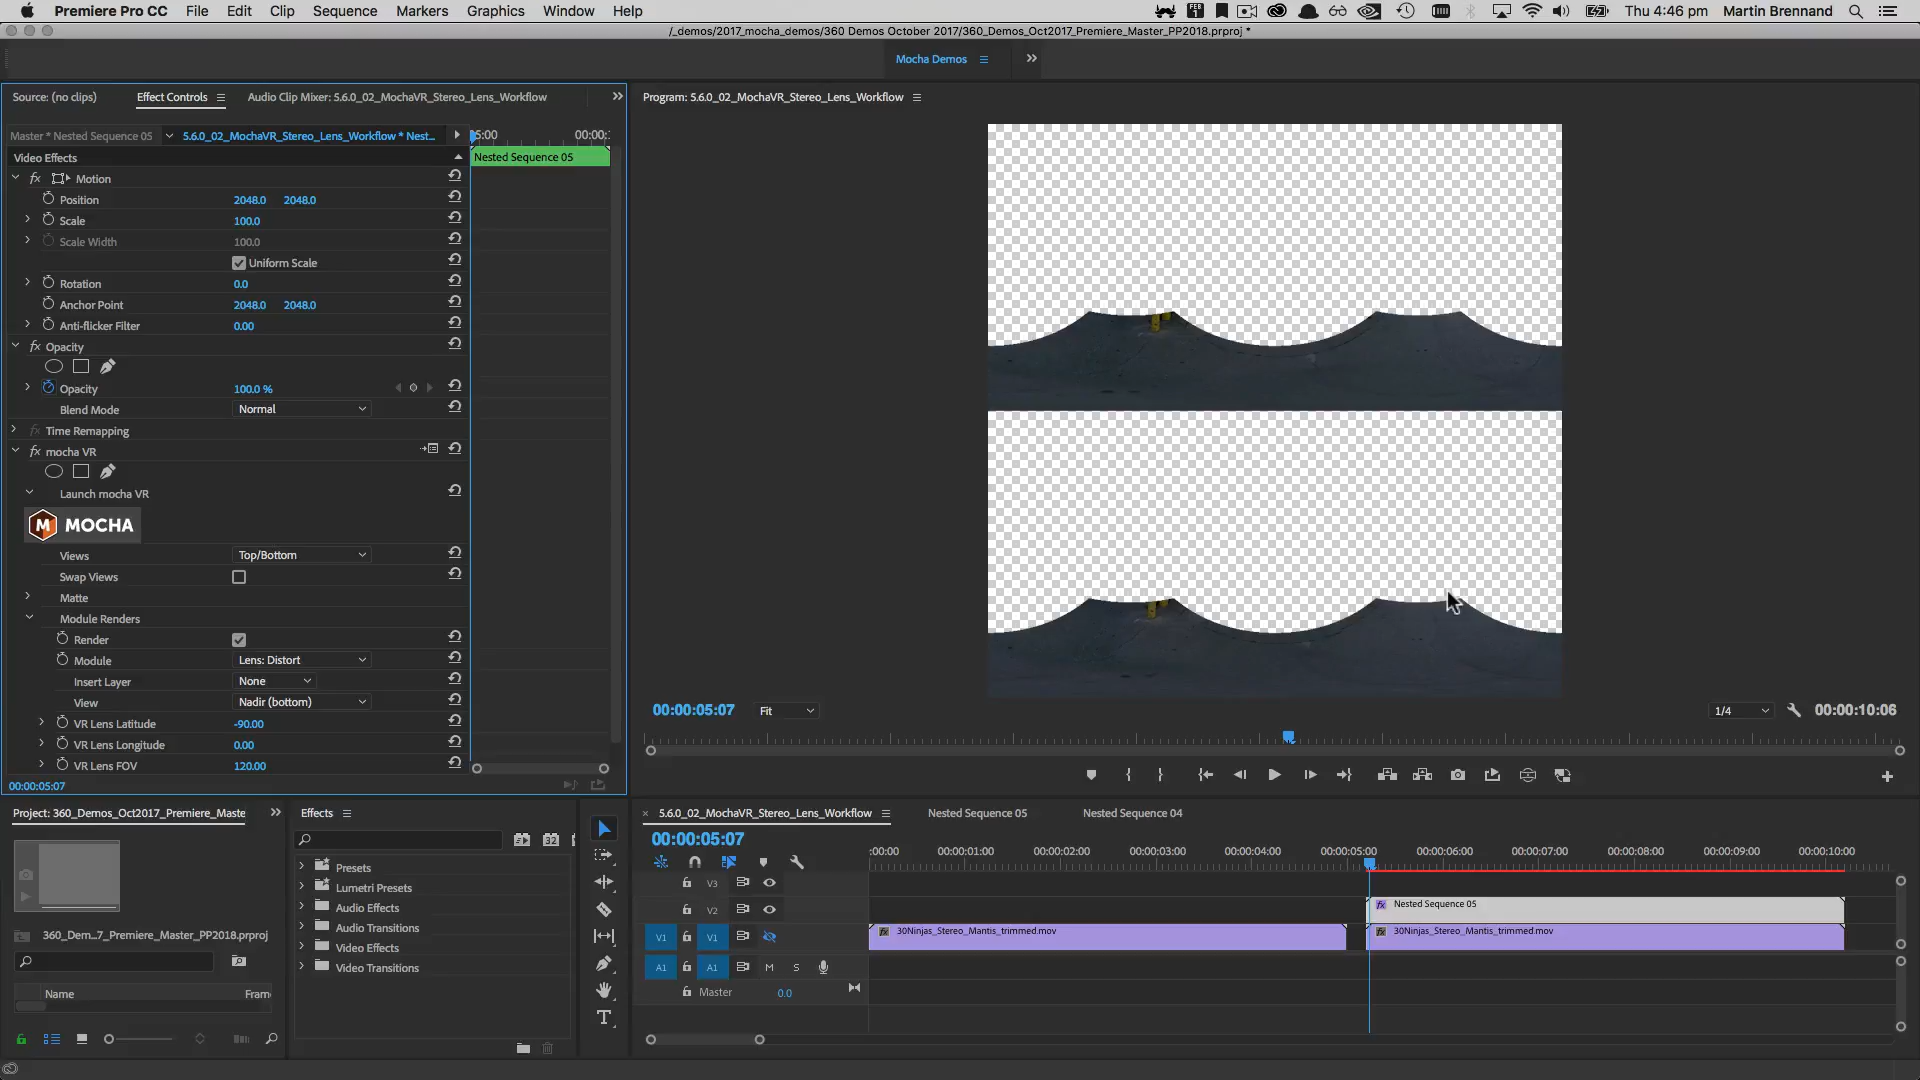 Premiere Pro CC File Edit Clip Sequence Markers Graphics Window Help FEB 1 Thu 4:46 pm Martin Brennand
/_demos/2017_mocha_demos/360 Demos October 2017/360_Demos_Oct2017_Premiere_Master_PP2018.prproj *
Mocha Demos
Source: (no clips) Effect Controls Audio Clip Mixer: 5.6.0_02_MochaVR_Stereo_Lens_Workflow
Program: 5.6.0_02_MochaVR_Stereo_Lens_Workflow
Master * Nested Sequence 05 5.6.0_02_MochaVR_Stereo_Lens_Workflow * Nest... 5:00 00:00:
Video Effects Nested Sequence 05
fx Motion
Position 2048.0 2048.0
Scale 100.0
Scale Width 100.0
Uniform Scale
Rotation 0.0
Anchor Point 2048.0 2048.0
Anti-flicker Filter 0.00
fx Opacity
Opacity 100.0 %
Blend Mode Normal
fx Time Remapping
fx mocha VR
Launch mocha VR
M MOCHA
Views Top/Bottom
Swap Views
Matte
Module Renders
Render
Module Lens: Distort
Insert Layer None
View Nadir (bottom)
VR Lens Latitude -90.00
VR Lens Longitude 0.00
VR Lens FOV 120.00
00:00:05:07
00:00:05:07 Fit 1/4 00:00:10:06
Project: 360_Demos_Oct2017_Premiere_Maste
360_Dem...7_Premiere_Master_PP2018.prproj
Name Fram
Effects
32
Presets
Lumetri Presets
Audio Effects
Audio Transitions
Video Effects
Video Transitions
T
× 5.6.0_02_MochaVR_Stereo_Lens_Workflow Nested Sequence 05 Nested Sequence 04
00:00:05:07
:00:00 00:00:01:00 00:00:02:00 00:00:03:00 00:00:04:00 00:00:05:00 00:00:06:00 00:00:07:00 00:00:08:00 00:00:09:00 00:00:10:00
V3
V2 fx Nested Sequence 05
V1 V1 fx 30Ninjas_Stereo_Mantis_trimmed.mov fx 30Ninjas_Stereo_Mantis_trimmed.mov
A1 A1 M S
Master 0.0